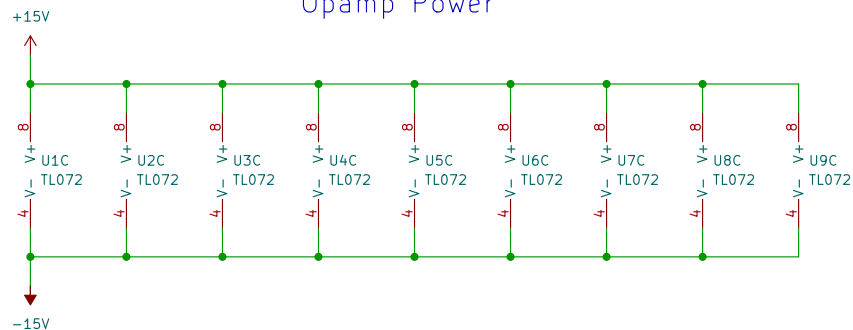 Opamp Power
+15V
8 8 8 8 8 8 8 8 8
V+ V+ V+ V+ V+ V+ V+ V+ V+
U1C U2C U3C U4C U5C U6C U7C U8C U9C
TL072 TL072 TL072 TL072 TL072 TL072 TL072 TL072 TL072
V- V- V- V- V- V- V- V- V-
4 4 4 4 4 4 4 4 4
-15V